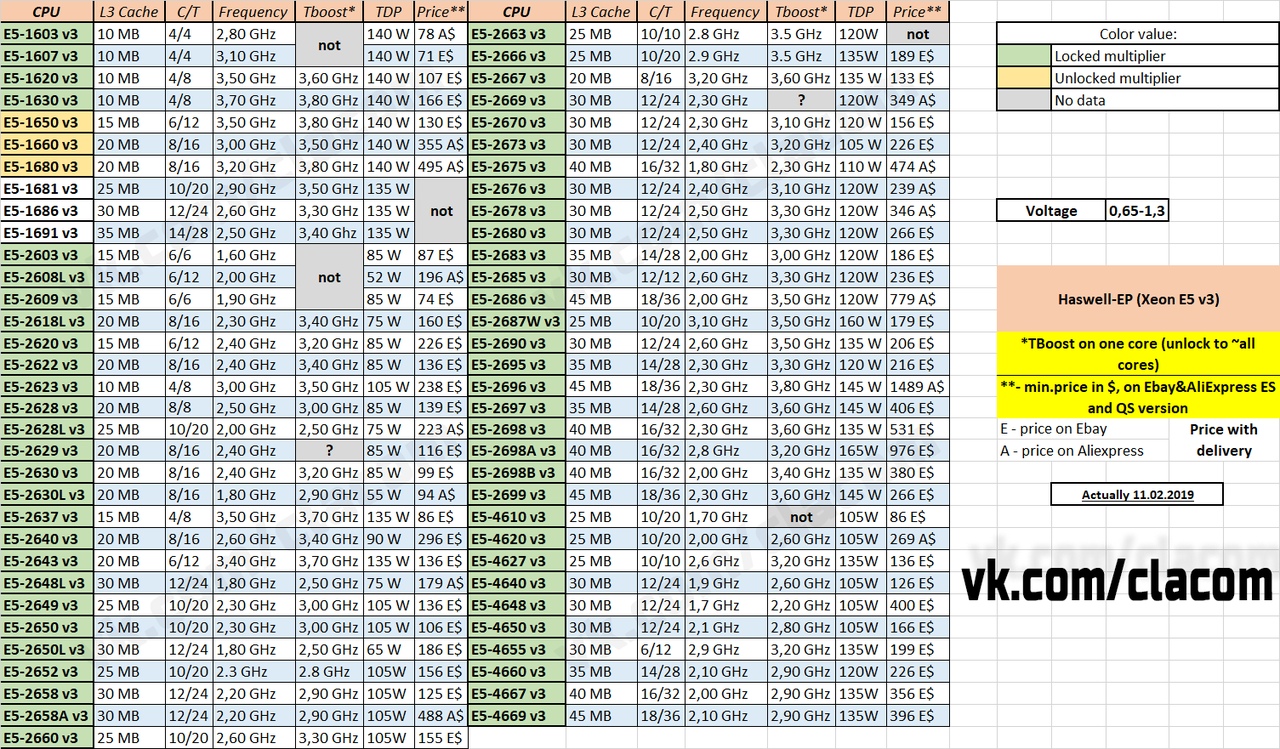 CPU L3 Cache C/T Frequency Tboost* TDP Price** CPU L3 Cache C/T Frequency Tboost* TDP Price**
E5-1603 v3 10 MB 4/4 2,80 GHz not 140 W 78 A$ E5-2663 v3 25 MB 10/10 2.8 GHz 3.5 GHz 120W not
E5-1607 v3 10 MB 4/4 3,10 GHz 140 W 71 E$ E5-2666 v3 25 MB 10/20 2.9 GHz 3.5 GHz 135W 189 E$
E5-1620 v3 10 MB 4/8 3,50 GHz 3,60 GHz 140 W 107 E$ E5-2667 v3 20 MB 8/16 3,20 GHz 3,60 GHz 135 W 133 E$
E5-1630 v3 10 MB 4/8 3,70 GHz 3,80 GHz 140 W 166 E$ E5-2669 v3 30 MB 12/24 2,30 GHz ? 120W 349 A$
E5-1650 v3 15 MB 6/12 3,50 GHz 3,80 GHz 140 W 130 E$ E5-2670 v3 30 MB 12/24 2,30 GHz 3,10 GHz 120 W 156 E$
E5-1660 v3 20 MB 8/16 3,00 GHz 3,50 GHz 140 W 355 A$ E5-2673 v3 30 MB 12/24 2,40 GHz 3,20 GHz 105 W 226 E$
E5-1680 v3 20 MB 8/16 3,20 GHz 3,80 GHz 140 W 495 A$ E5-2675 v3 40 MB 16/32 1,80 GHz 2,30 GHz 110 W 474 A$
E5-1681 v3 25 MB 10/20 2,90 GHz 3,50 GHz 135 W not E5-2676 v3 30 MB 12/24 2,40 GHz 3,10 GHz 120W 239 A$
E5-1686 v3 30 MB 12/24 2,60 GHz 3,30 GHz 135 W E5-2678 v3 30 MB 12/24 2,50 GHz 3,30 GHz 120W 346 A$
E5-1691 v3 35 MB 14/28 2,50 GHz 3,40 Ghz 135 W E5-2680 v3 30 MB 12/24 2,50 GHz 3,30 GHz 120W 266 E$
E5-2603 v3 15 MB 6/6 1,60 GHz not 85 W 87 E$ E5-2683 v3 35 MB 14/28 2,00 GHz 3,00 GHz 120W 186 E$
E5-2608L v3 15 MB 6/12 2,00 GHz 52 W 196 A$ E5-2685 v3 30 MB 12/12 2,60 GHz 3,30 GHz 120W 236 E$
E5-2609 v3 15 MB 6/6 1,90 GHz 85 W 74 E$ E5-2686 v3 45 MB 18/36 2,00 GHz 3,50 GHz 120W 779 A$
E5-2618L v3 20 MB 8/16 2,30 GHz 3,40 GHz 75 W 160 E$ E5-2687W v3 25 MB 10/20 3,10 GHz 3,50 GHz 160 W 179 E$
E5-2620 v3 15 MB 6/12 2,40 GHz 3,20 GHz 85 W 226 E$ E5-2690 v3 30 MB 12/24 2,60 GHz 3,50 GHz 135 W 206 E$
E5-2622 v3 20 MB 8/16 2,40 GHz 3,40 GHz 85 W 136 E$ E5-2695 v3 35 MB 14/28 2,30 GHz 3,30 GHz 120 W 216 E$
E5-2623 v3 10 MB 4/8 3,00 GHz 3,50 GHz 105 W 238 E$ E5-2696 v3 45 MB 18/36 2,30 GHz 3,80 GHz 145 W 1489 A$
E5-2628 v3 20 MB 8/8 2,50 GHz 3,00 GHz 85 W 139 E$ E5-2697 v3 35 MB 14/28 2,60 GHz 3,60 GHz 145 W 406 E$
E5-2628L v3 25 MB 10/20 2,00 GHz 2,50 GHz 75 W 223 A$ E5-2698 v3 40 MB 16/32 2,30 GHz 3,60 GHz 135 W 531 E$
E5-2629 v3 20 MB 8/16 2,40 GHz ? 85 W 116 E$ E5-2698A v3 40 MB 16/32 2,8 GHz 3,20 GHz 165W 976 E$
E5-2630 v3 20 MB 8/16 2,40 GHz 3,20 GHz 85 W 99 E$ E5-2698B v3 40 MB 16/32 2,00 GHz 3,40 GHz 135W 380 E$
E5-2630L v3 20 MB 8/16 1,80 GHz 2,90 GHz 55 W 94 A$ E5-2699 v3 45 MB 18/36 2,30 GHz 3,60 GHz 145 W 266 E$
E5-2637 v3 15 MB 4/8 3,50 GHz 3,70 GHz 135 W 86 E$ E5-4610 v3 25 MB 10/20 1,70 GHz not 105W 86 E$
E5-2640 v3 20 MB 8/16 2,60 GHz 3,40 GHz 90 W 296 E$ E5-4620 v3 25 MB 10/20 2,00 GHz 2,60 GHz 105W 269 A$
E5-2643 v3 20 MB 6/12 3,40 GHz 3,70 GHz 135 W 136 E$ E5-4627 v3 25 MB 10/10 2,6 GHz 3,20 GHz 135W 136 E$
E5-2648L v3 30 MB 12/24 1,80 GHz 2,50 GHz 75 W 179 A$ E5-4640 v3 30 MB 12/24 1,9 GHz 2,60 GHz 105W 126 E$
E5-2649 v3 25 MB 10/20 2,30 GHz 3,00 GHz 105 W 136 E$ E5-4648 v3 30 MB 12/24 1,7 GHz 2,20 GHz 105W 400 E$
E5-2650 v3 25 MB 10/20 2,30 GHz 3,00 GHz 105 W 106 E$ E5-4650 v3 30 MB 12/24 2,1 GHz 2,80 GHz 105W 166 E$
E5-2650L v3 30 MB 12/24 1,80 GHz 2,50 GHz 65 W 186 E$ E5-4655 v3 30 MB 6/12 2,9 GHz 3,20 GHz 135W 199 E$
E5-2652 v3 25 MB 10/20 2.3 GHz 2.8 GHz 105W 156 E$ E5-4660 v3 35 MB 14/28 2,10 GHz 2,90 GHz 120W 226 E$
E5-2658 v3 30 MB 12/24 2,20 GHz 2,90 GHz 105W 125 E$ E5-4667 v3 40 MB 16/32 2,00 GHz 2,90 GHz 135W 356 E$
E5-2658A v3 30 MB 12/24 2,20 GHz 2,90 GHz 105W 488 A$ E5-4669 v3 45 MB 18/36 2,10 GHz 2,90 GHz 135W 396 E$
E5-2660 v3 25 MB 10/20 2,60 GHz 3,30 GHz 105W 155 E$
Color value:
Locked multiplier
Unlocked multiplier
No data
Voltage 0,65-1,3
Haswell-EP (Xeon E5 v3)
*TBoost on one core (unlock to ~all
cores)
**- min.price in $, on Ebay&AliExpress ES
and QS version
E - price on Ebay
A - price on Aliexpress
Price with
delivery
Actually 11.02.2019
vk.com/clacom